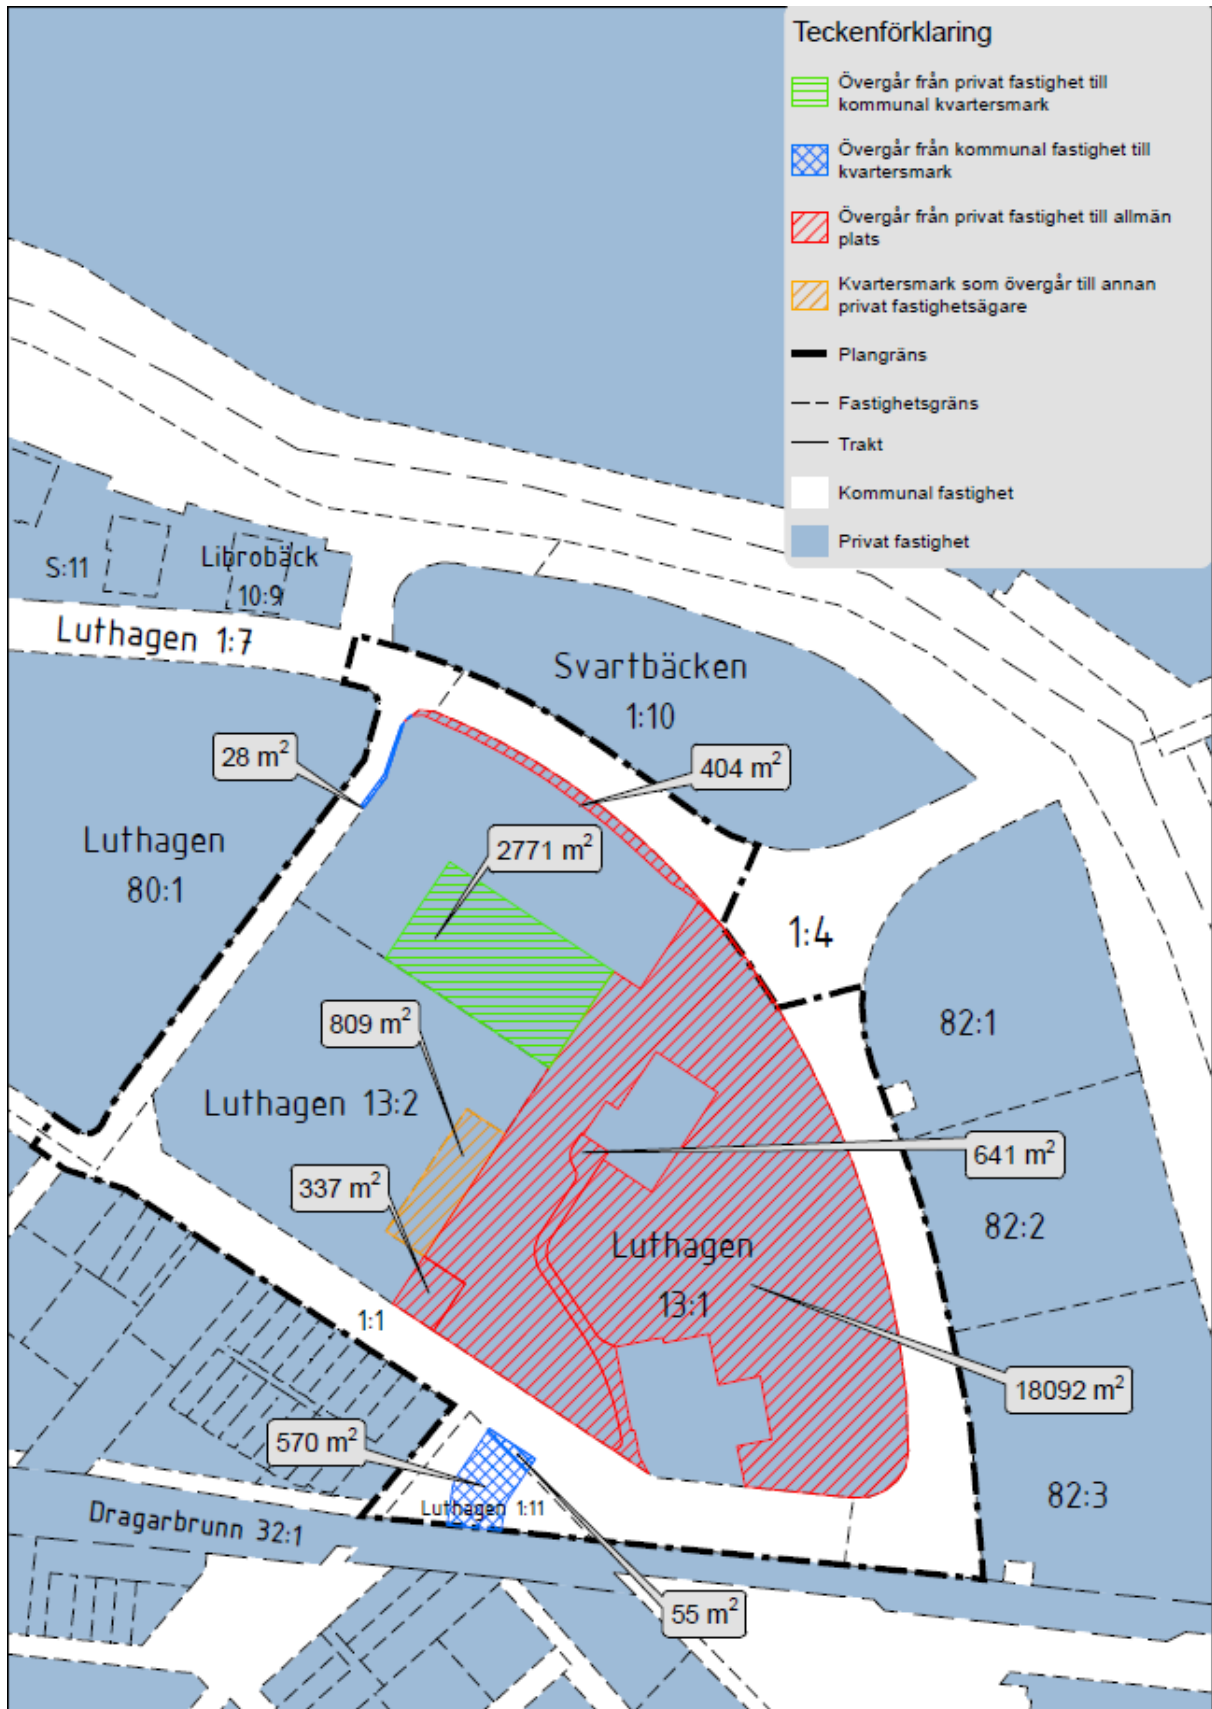 Teckenförklaring
Övergår från privat fastighet till
kommunal kvartersmark
Övergår från kommunal fastighet till
kvartersmark
Övergår från privat fastighet till allmän
plats
Kvartersmark som övergår till annan
privat fastighetsägare
Plangräns
Fastighetsgräns
Trakt
Kommunal fastighet
Privat fastighet
S:11
Librobäck
10:9
Luthagen 1:7
Svartbäcken
1:10
28 m²
404 m²
Luthagen
80:1
2771 m²
1:4
809 m²
82:1
Luthagen 13:2
337 m²
641 m²
82:2
Luthagen
13:1
1:1
18092 m²
570 m²
Luthagen 1:11
82:3
Dragarbrunn 32:1
55 m²